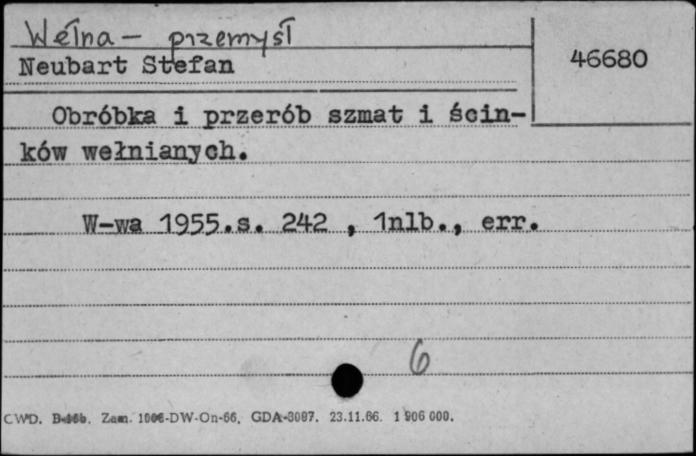 Wełna – przemysł
46680
Neubart Stefan
Obróbka i przerób szmat i ścin-
ków wełnianych.
W-wa 1955.s. 242 , 1nlb., err.
6
CWD. Zam. DW-On-66, GDA-3097. 23.11.66. 1 906 000.